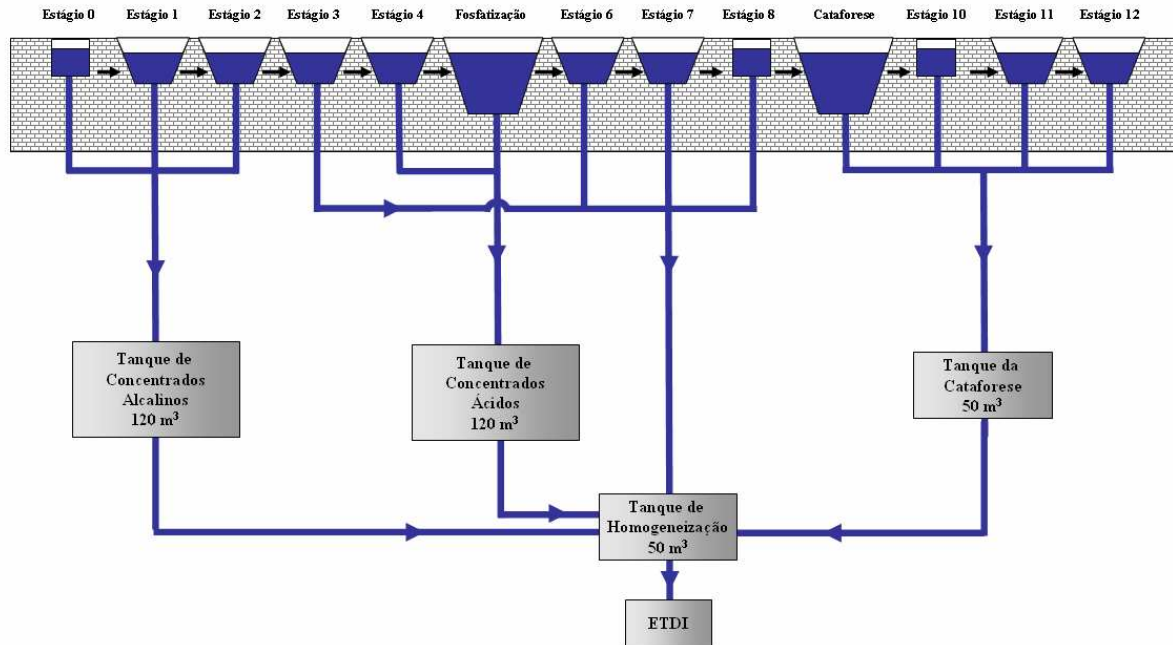 Estágio 0
Estágio 1
Estágio 2
Estágio 3
Estágio 4
Fosfatização
Estágio 6
Estágio 7
Estágio 8
Cataforese
Estágio 10
Estágio 11
Estágio 12
Tanque de
Concentrados
Alcalinos
120 m³
Tanque de
Concentrados
Ácidos
120 m³
Tanque da
Cataforese
50 m³
Tanque de
Homogeneização
50 m³
ETDI